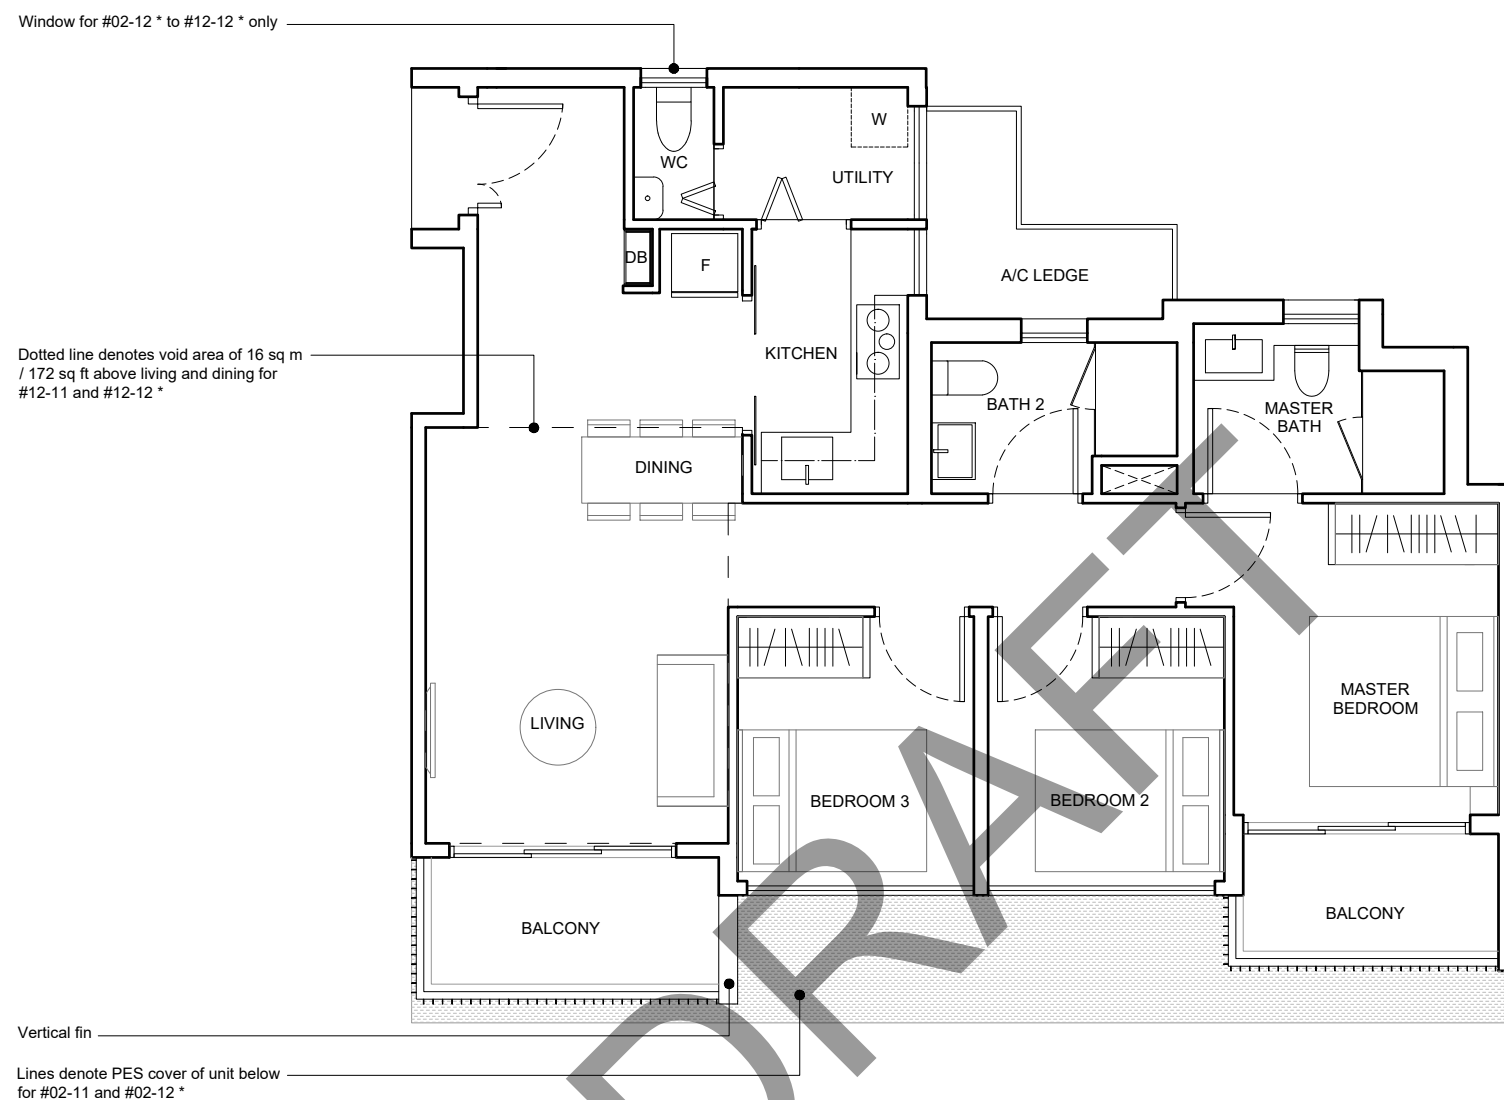 Window for #02-12 * to #12-12 * only
W
WC
UTILITY
DB
F
A/C LEDGE
Dotted line denotes void area of 16 sq m
/ 172 sq ft above living and dining for
#12-11 and #12-12 *
KITCHEN
BATH 2
MASTER
BATH
DINING
MASTER
BEDROOM
LIVING
BEDROOM 3
BEDROOM 2
BALCONY
BALCONY
Vertical fin
Lines denote PES cover of unit below
for #02-11 and #02-12 *
DRAFT